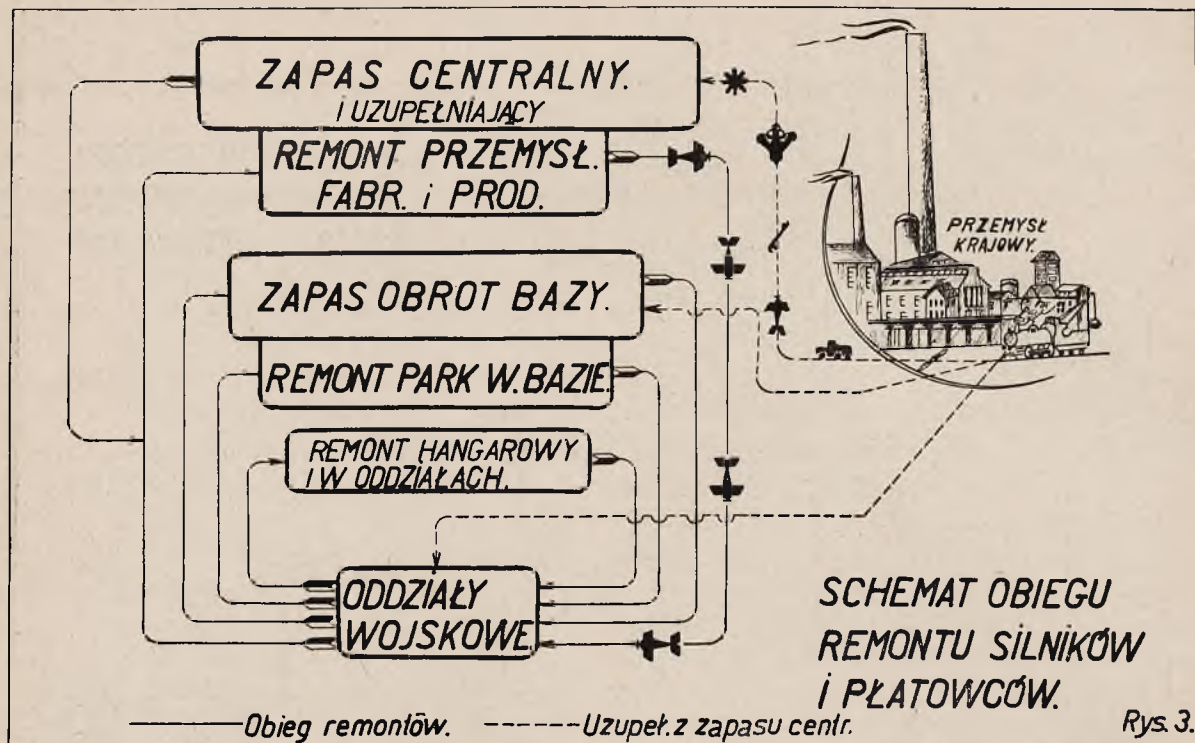 ZAPAS CENTRALNY.
I UZUPEŁNIAJĄCY
REMONT PRZEMYSŁ.
FABR. i PROD.
PRZEMYSŁ
KRAJOWY.
ZAPAS OBROT BAZY.
REMONT PARK W. BAZIE.
REMONT HANGAROWY
I W ODDZIAŁACH.
ODDZIAŁY
WOJSKOWE.
SCHEMAT OBIEGU
REMONTU SILNIKÓW
I PŁATOWCÓW.
Obieg remontów.
Uzupeł. z zapasu centr.
Rys. 3.